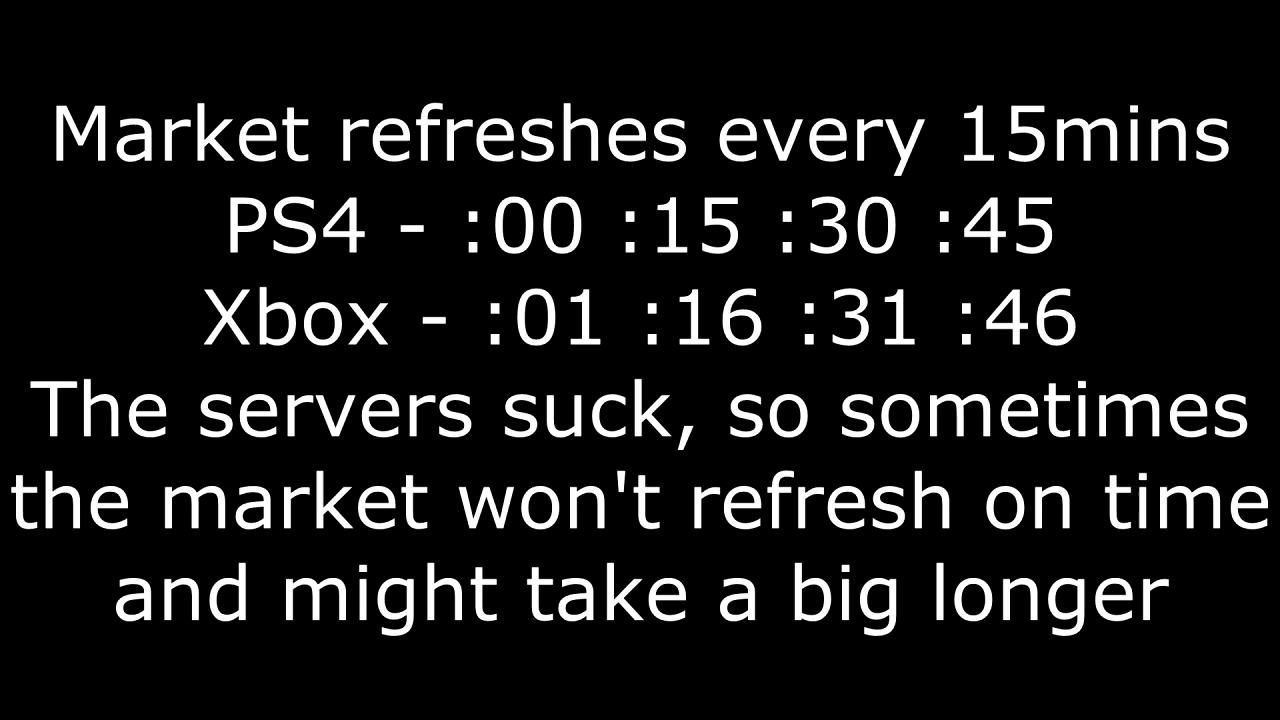 Market refreshes every 15mins
PS4 - :00 :15 :30 :45
Xbox - :01 :16 :31 :46
The servers suck, so sometimes
the market won't refresh on time
and might take a big longer